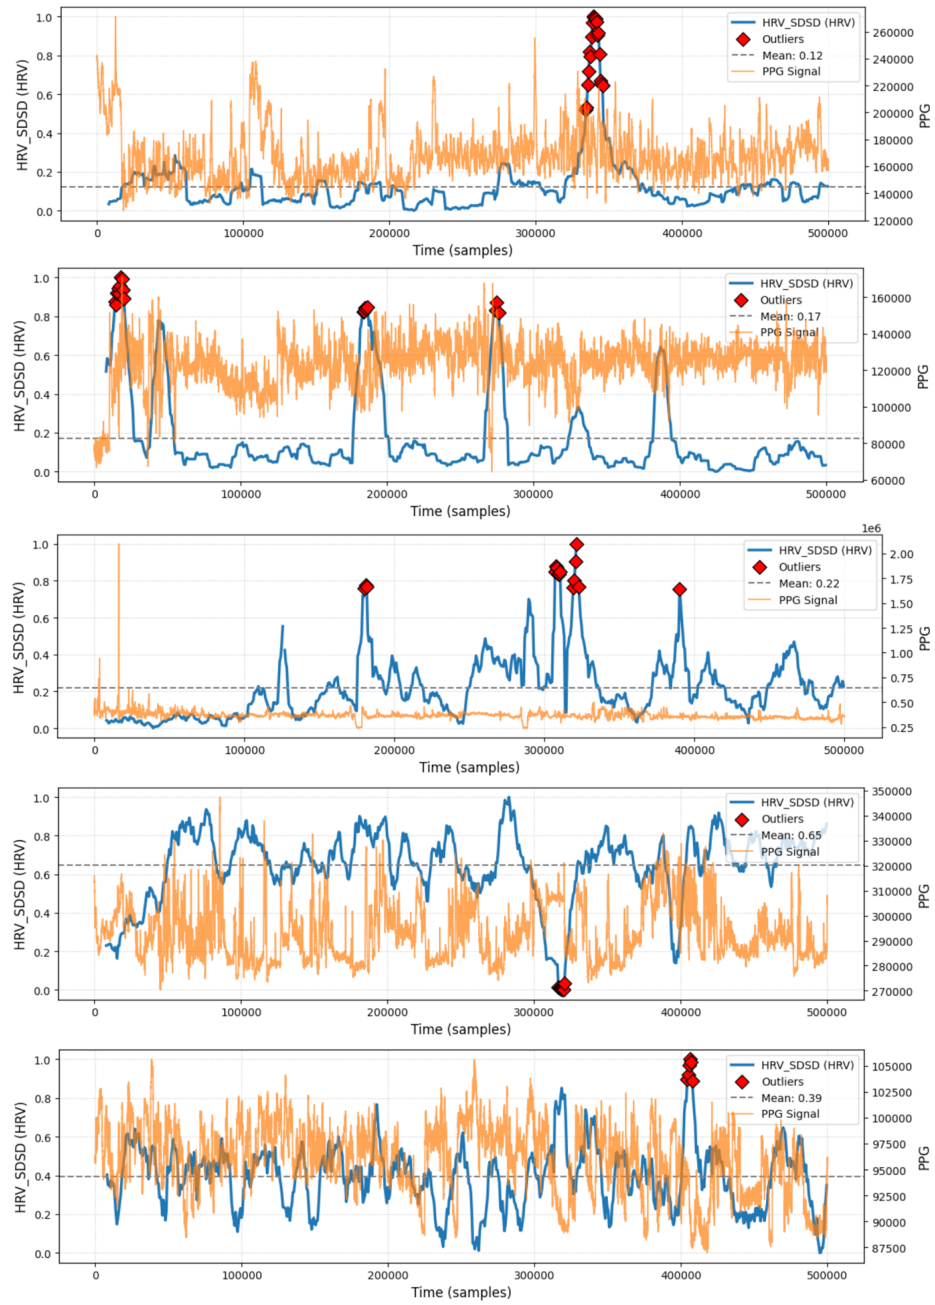 HRV_SDSD (HRV)
1.0
0.8
0.6
0.4
0.2
0.0
HRV_SDSD (HRV)
Outliers
Mean: 0.12
PPG Signal
260000
240000
220000
200000
180000
160000
140000
120000
PPG
0 100000 200000 300000 400000 500000
Time (samples)
HRV_SDSD (HRV)
1.0
0.8
0.6
0.4
0.2
0.0
HRV_SDSD (HRV)
Outliers
Mean: 0.17
PPG Signal
160000
140000
120000
100000
80000
60000
PPG
0 100000 200000 300000 400000 500000
Time (samples)
1e6
HRV_SDSD (HRV)
1.0
0.8
0.6
0.4
0.2
0.0
HRV_SDSD (HRV)
Outliers
Mean: 0.22
PPG Signal
2.00
1.75
1.50
1.25
1.00
0.75
0.50
0.25
PPG
0 100000 200000 300000 400000 500000
Time (samples)
HRV_SDSD (HRV)
1.0
0.8
0.6
0.4
0.2
0.0
HRV_SDSD (HRV)
Outliers
Mean: 0.65
PPG Signal
350000
340000
330000
320000
310000
300000
290000
280000
270000
PPG
0 100000 200000 300000 400000 500000
Time (samples)
HRV_SDSD (HRV)
1.0
0.8
0.6
0.4
0.2
0.0
HRV_SDSD (HRV)
Outliers
Mean: 0.39
PPG Signal
105000
102500
100000
97500
95000
92500
90000
87500
PPG
0 100000 200000 300000 400000 500000
Time (samples)